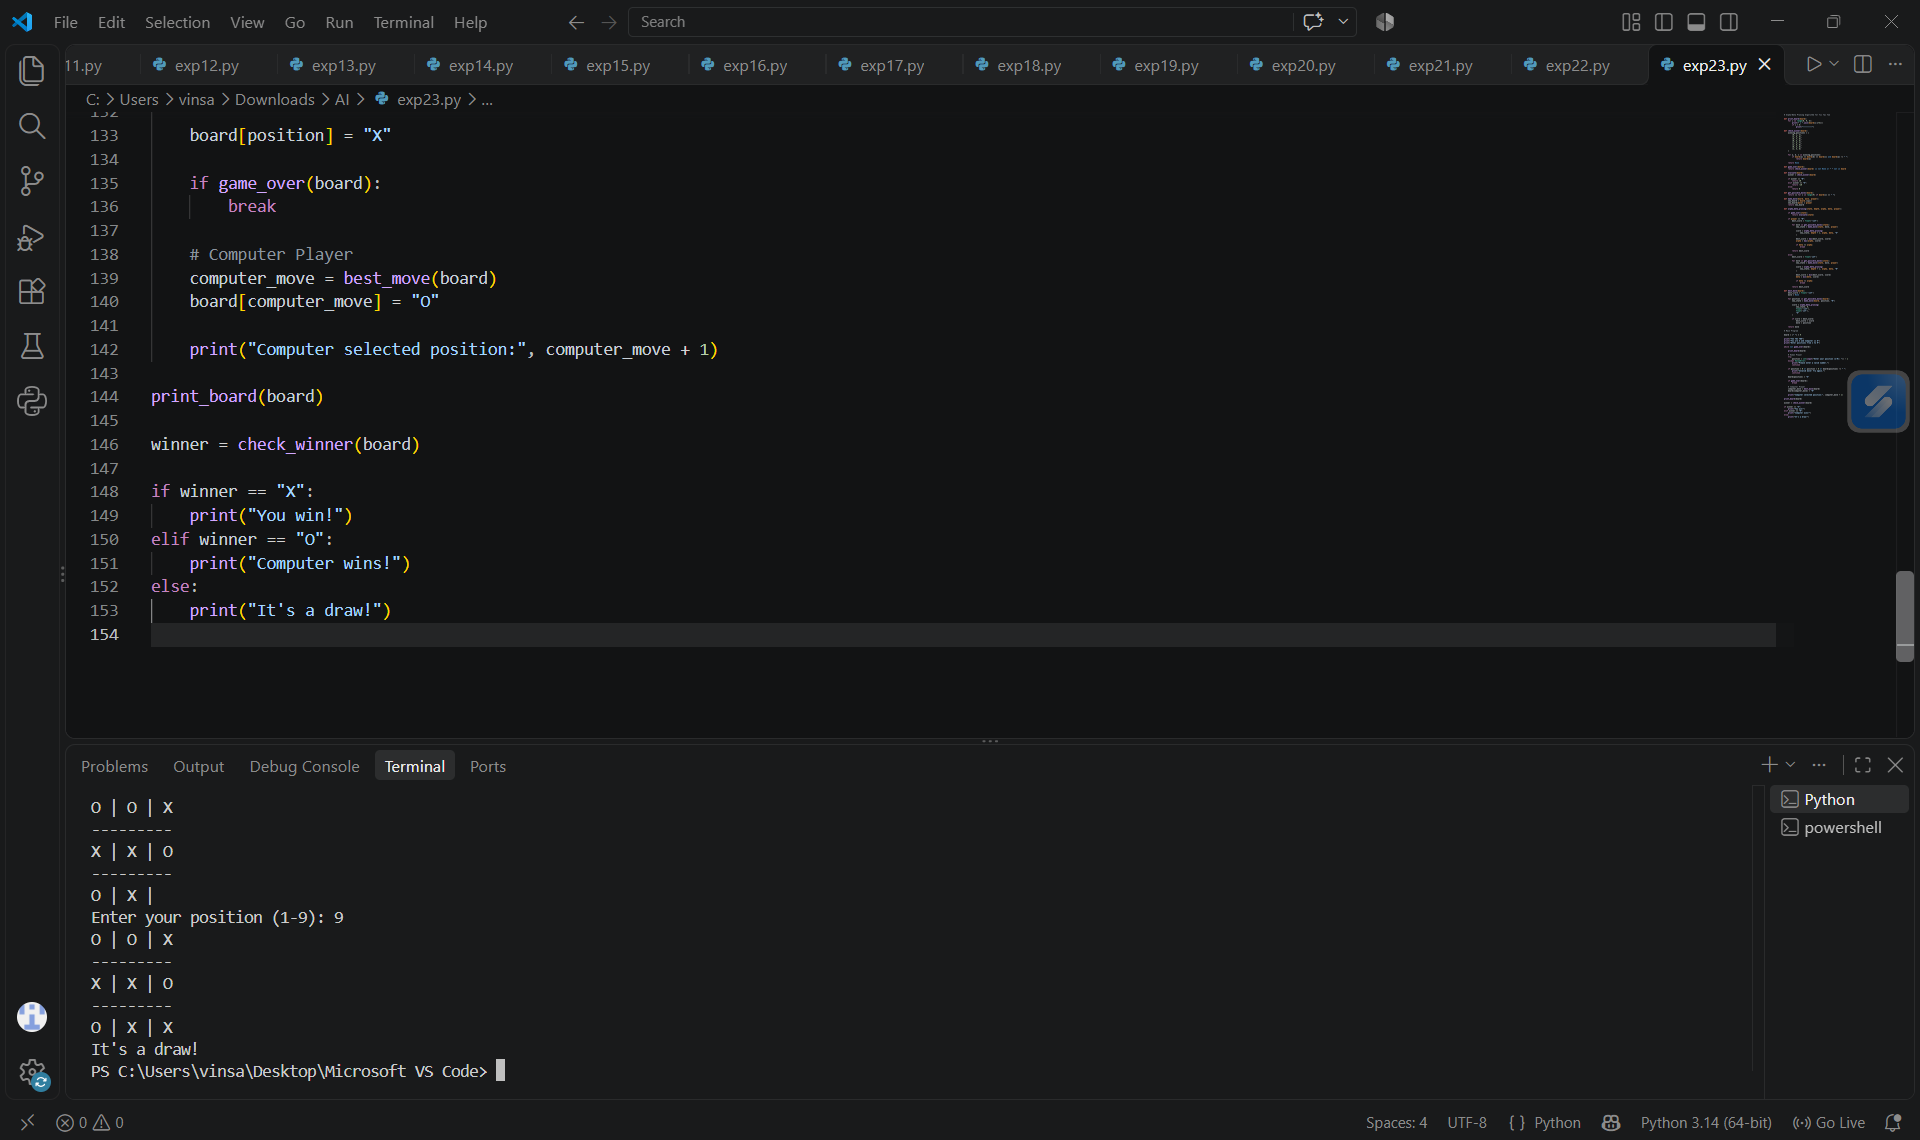 File Edit Selection View Go Run Terminal Help
Search
11.py exp12.py exp13.py exp14.py exp15.py exp16.py exp17.py exp18.py exp19.py exp20.py exp21.py exp22.py exp23.py
C: > Users > vinsa > Downloads > AI > exp23.py > ...
132
133 board[position] = "X"
134
135 if game_over(board):
136 break
137
138 # Computer Player
139 computer_move = best_move(board)
140 board[computer_move] = "O"
141
142 print("Computer selected position:", computer_move + 1)
143
144 print_board(board)
145
146 winner = check_winner(board)
147
148 if winner == "X":
149 print("You win!")
150 elif winner == "O":
151 print("Computer wins!")
152 else:
153 print("It's a draw!")
154
Problems Output Debug Console Terminal Ports
O | O | X
---------
X | X | O
---------
O | X |
Enter your position (1-9): 9
O | O | X
---------
X | X | O
---------
O | X | X
It's a draw!
PS C:\Users\vinsa\Desktop\Microsoft VS Code>
Python
powershell
0 0 Spaces: 4 UTF-8 { } Python Python 3.14 (64-bit) Go Live